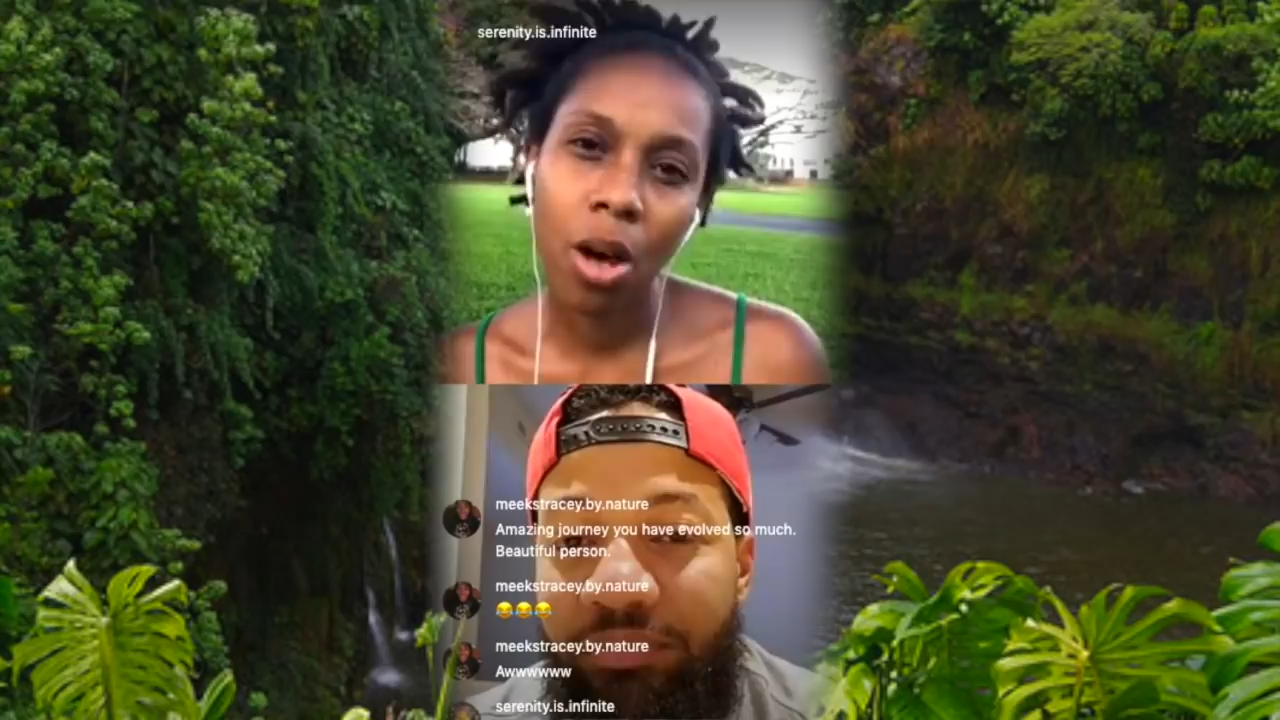 serenity.is.infinite
meekstracey.by.nature
Amazing journey you have evolved so much.
Beautiful person.
meekstracey.by.nature
😂😂😂
meekstracey.by.nature
Awwwwww
serenity.is.infinite